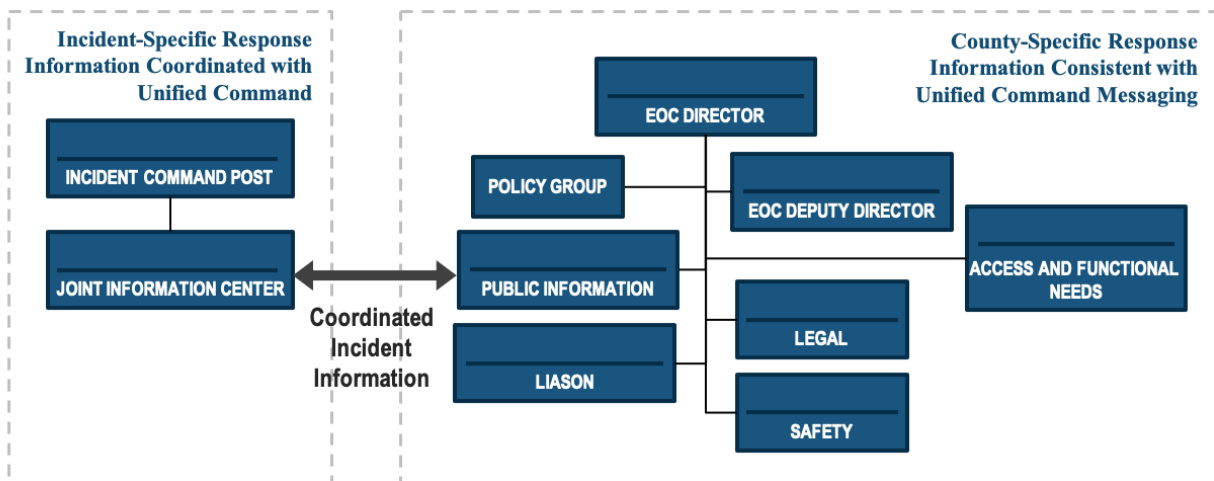 Incident-Specific Response
Information Coordinated with
Unified Command
INCIDENT COMMAND POST
JOINT INFORMATION CENTER
Coordinated
Incident
Information
County-Specific Response
Information Consistent with
Unified Command Messaging
EOC DIRECTOR
POLICY GROUP
EOC DEPUTY DIRECTOR
PUBLIC INFORMATION
ACCESS AND FUNCTIONAL
NEEDS
LEGAL
LIASON
SAFETY